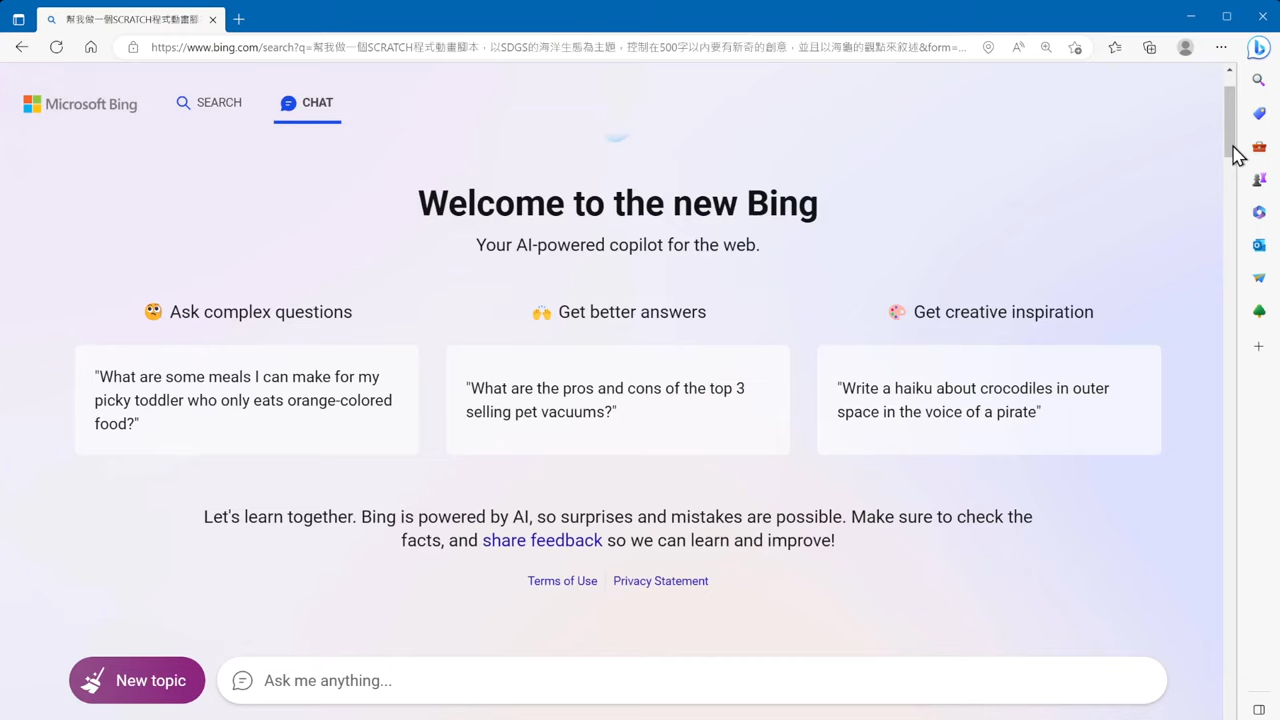 幫我做一個SCRATCH程式動畫腳
https://www.bing.com/search?q=幫我做一個SCRATCH程式動畫腳本，以SDGS的海洋生態為主題，控制在500字以內要有新奇的創意，並且以海龜的觀點來敘述&form=...
Microsoft Bing
SEARCH
CHAT
Welcome to the new Bing
Your AI-powered copilot for the web.
Ask complex questions
Get better answers
Get creative inspiration
"What are some meals I can make for my
picky toddler who only eats orange-colored
food?"
"What are the pros and cons of the top 3
selling pet vacuums?"
"Write a haiku about crocodiles in outer
space in the voice of a pirate"
Let's learn together. Bing is powered by AI, so surprises and mistakes are possible. Make sure to check the
facts, and share feedback so we can learn and improve!
Terms of Use
Privacy Statement
New topic
Ask me anything...